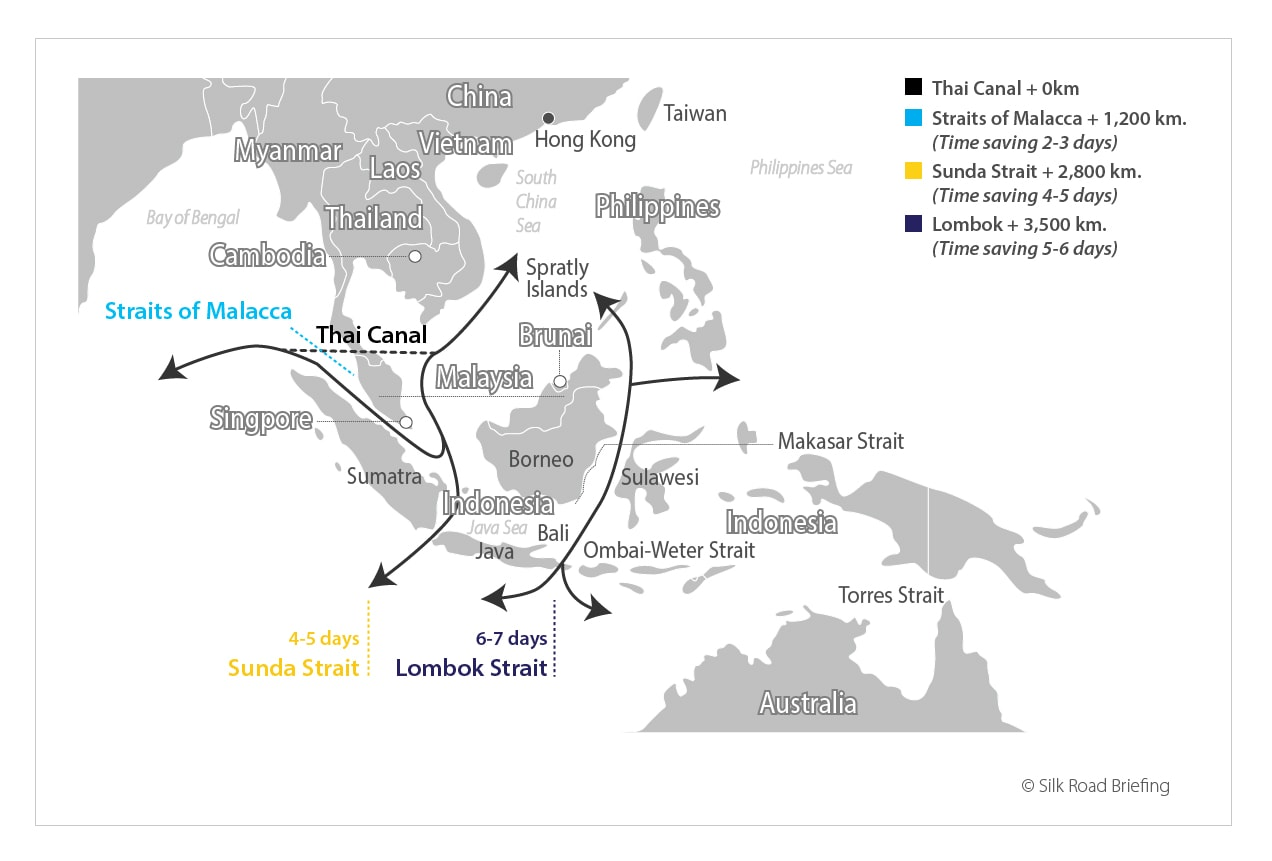 China
Taiwan
Hong Kong
Myanmar
Vietnam
Laos
Philippines Sea
South
China
Sea
Bay of Bengal
Thailand
Philippines
Cambodia
Spratly
Islands
Straits of Malacca
Thai Canal
Brunai
Malaysia
Singpore
Makasar Strait
Borneo
Sumatra
Sulawesi
Indonesia
Java Sea
Bali
Indonesia
Java
Ombai-Weter Strait
Torres Strait
4-5 days
Sunda Strait
6-7 days
Lombok Strait
Australia
Thai Canal + 0km
Straits of Malacca + 1,200 km.
(Time saving 2-3 days)
Sunda Strait + 2,800 km.
(Time saving 4-5 days)
Lombok + 3,500 km.
(Time saving 5-6 days)
© Silk Road Briefing